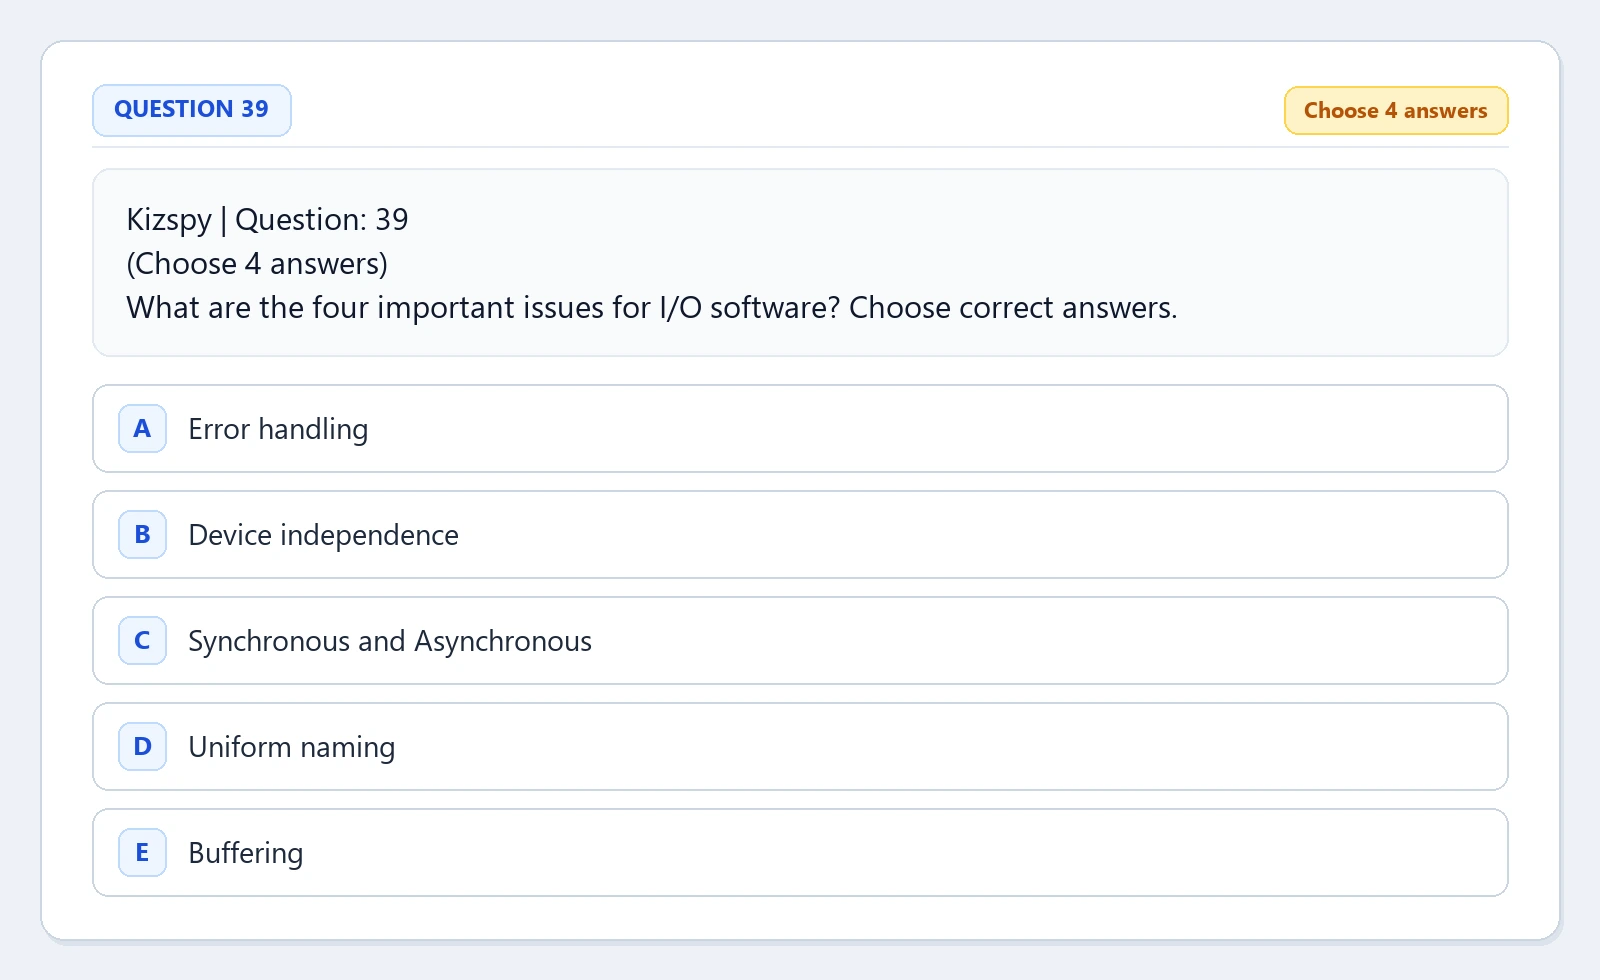 QUESTION 39
Choose 4 answers
Kizspy | Question: 39
(Choose 4 answers)
What are the four important issues for I/O software? Choose correct answers.
A Error handling
B Device independence
C Synchronous and Asynchronous
D Uniform naming
E Buffering